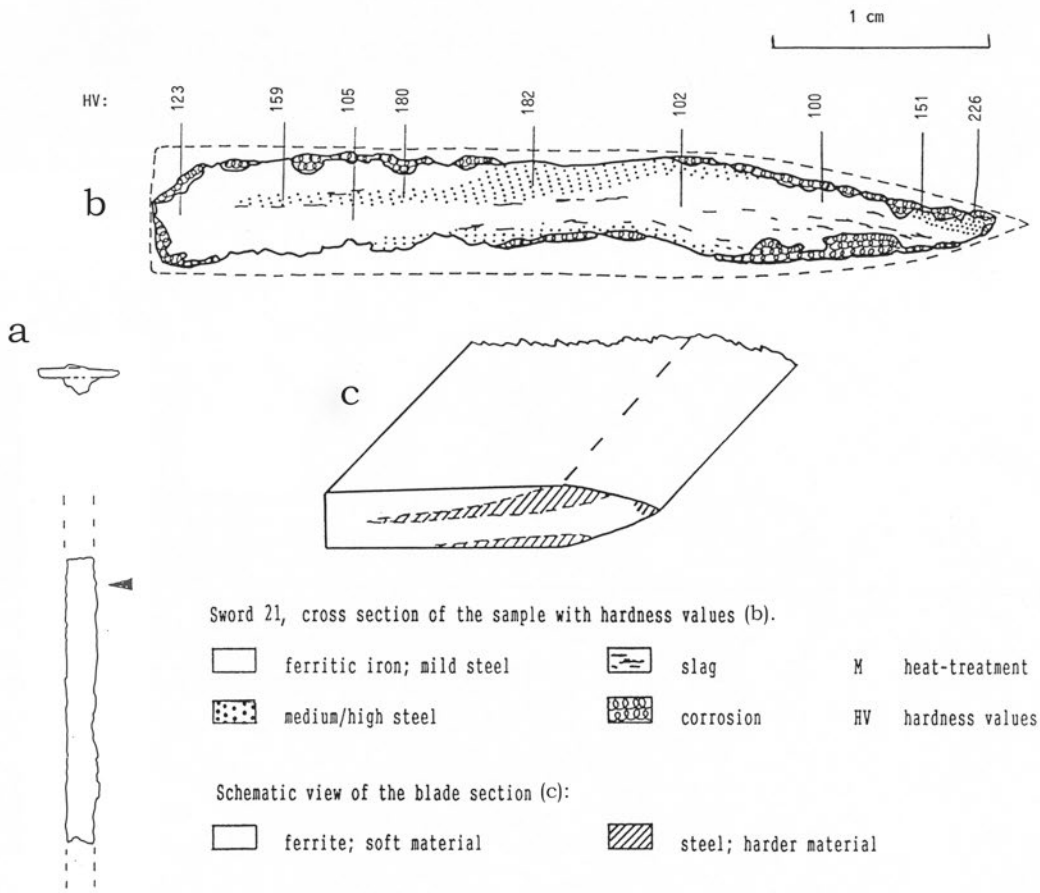 1 cm
HV: 123 159 105 180 182 102 100 151 226
b
a
c
Sword 21, cross section of the sample with hardness values (b).
ferritic iron; mild steel slag M heat-treatment
medium/high steel corrosion HV hardness values
Schematic view of the blade section (c):
ferrite; soft material steel; harder material